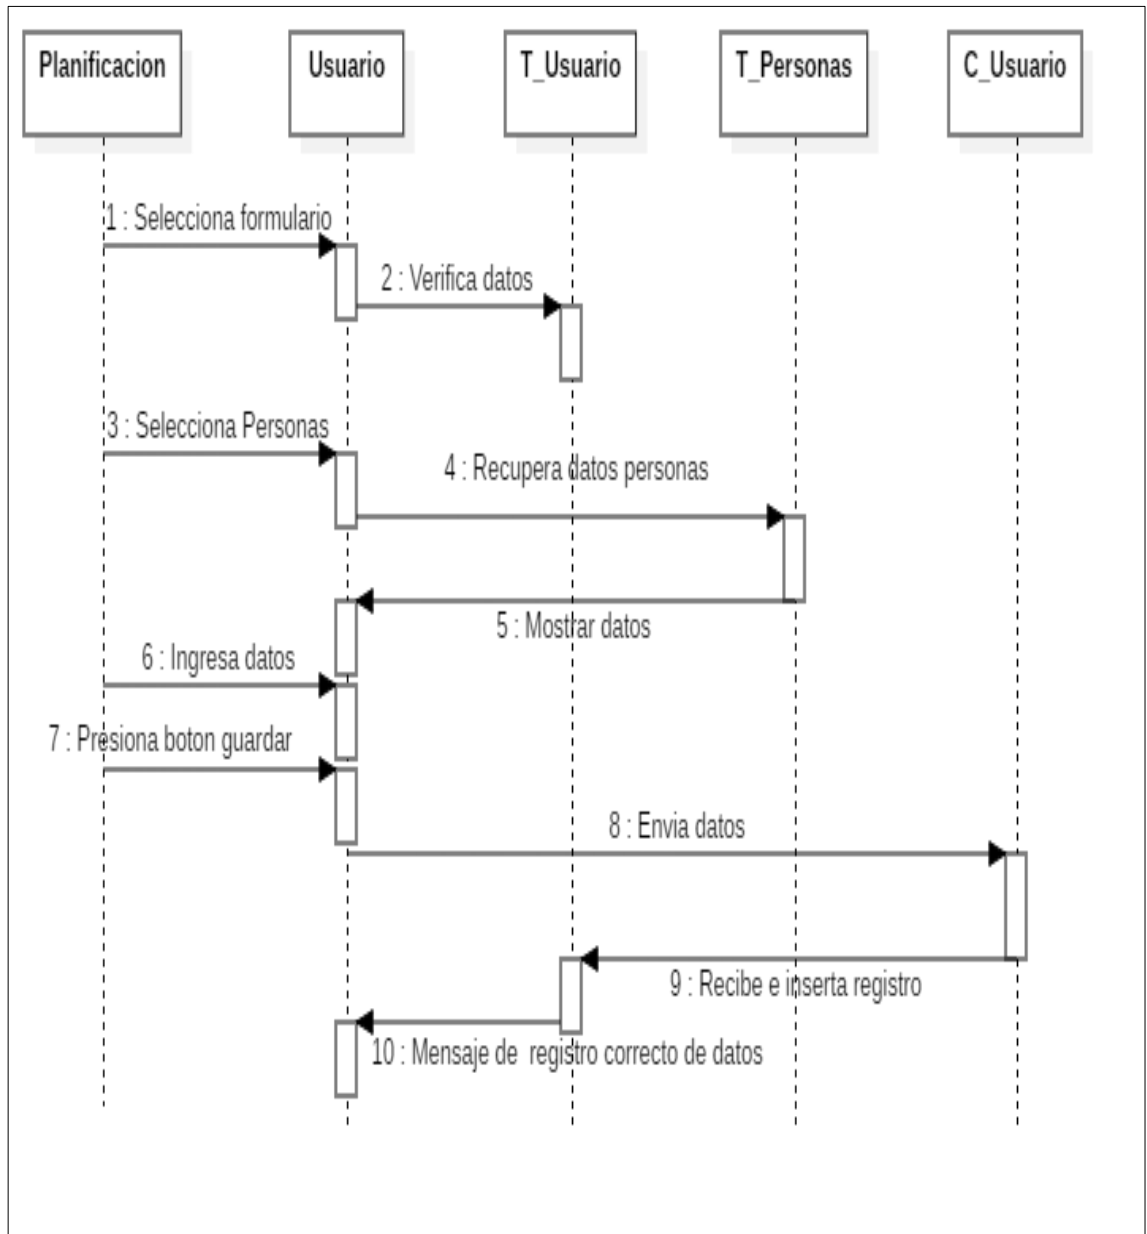 Planificacion
Usuario
T_Usuario
T_Personas
C_Usuario
1 : Selecciona formulario
2 : Verifica datos
3 : Selecciona Personas
4 : Recupera datos personas
5 : Mostrar datos
6 : Ingresa datos
7 : Presiona boton guardar
8 : Envia datos
9 : Recibe e inserta registro
10 : Mensaje de  registro correcto de datos